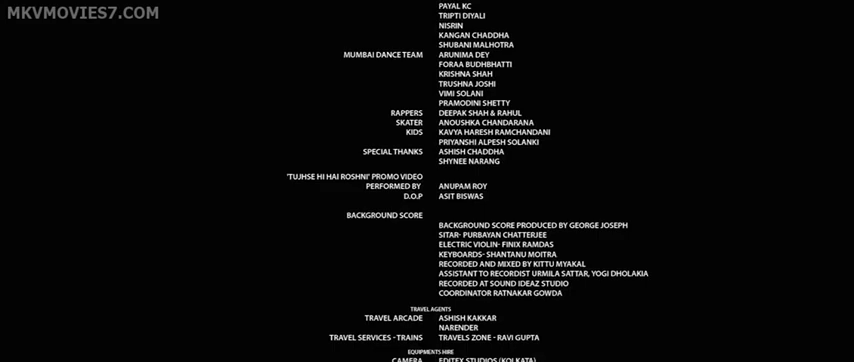 MKVMOVIES7.COM
PAYAL KC
TRIPTI DIYALI
NISRIN
KANGAN CHADDHA
SHUBANI MALHOTRA
MUMBAI DANCE TEAM ARUNIMA DEY
FORAA BUDHBHATTI
KRISHNA SHAH
TRUSHNA JOSHI
VIMI SOLANI
PRAMODINI SHETTY
RAPPERS DEEPAK SHAH & RAHUL
SKATER ANOUSHKA CHANDARANA
KIDS KAVYA HARESH RAMCHANDANI
PRIYANSHI ALPESH SOLANKI
SPECIAL THANKS ASHISH CHADDHA
SHYNEE NARANG
'TUJHSE HI HAI ROSHNI' PROMO VIDEO
PERFORMED BY ANUPAM ROY
D.O.P ASIT BISWAS
BACKGROUND SCORE
BACKGROUND SCORE PRODUCED BY GEORGE JOSEPH
SITAR- PURBAYAN CHATTERJEE
ELECTRIC VIOLIN- FINIX RAMDAS
KEYBOARDS- SHANTANU MOITRA
RECORDED AND MIXED BY KITTU MYAKAL
ASSISTANT TO RECORDIST URMILA SATTAR, YOGI DHOLAKIA
RECORDED AT SOUND IDEAZ STUDIO
COORDINATOR RATNAKAR GOWDA
TRAVEL AGENTS
TRAVEL ARCADE ASHISH KAKKAR
NARENDER
TRAVEL SERVICES - TRAINS TRAVELS ZONE - RAVI GUPTA
EQUIPMENTS HIRE
CAMERA EDITEX STUDIOS (KOLKATA)